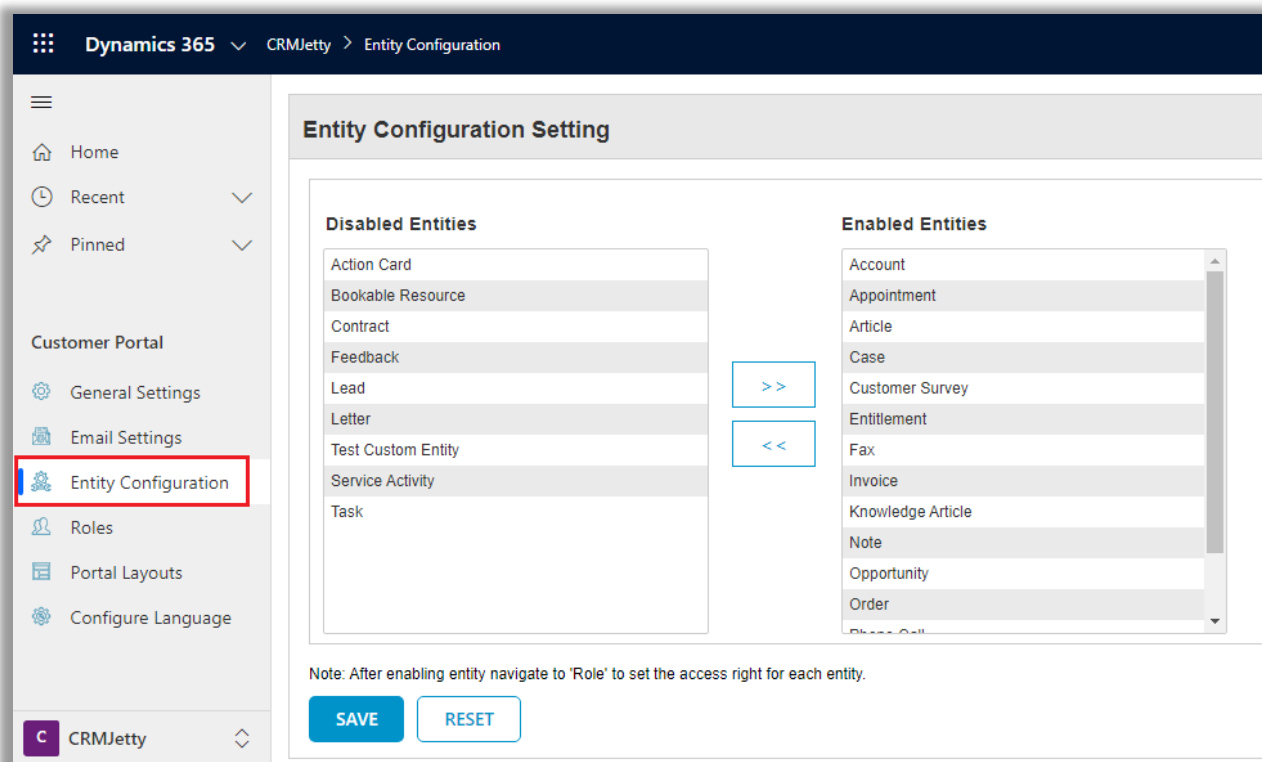 Dynamics 365 CRMJetty > Entity Configuration
Home
Recent
Pinned
Customer Portal
General Settings
Email Settings
Entity Configuration
Roles
Portal Layouts
Configure Language
C CRMJetty
Entity Configuration Setting
Disabled Entities
Action Card
Bookable Resource
Contract
Feedback
Lead
Letter
Test Custom Entity
Service Activity
Task
>>
<<
Enabled Entities
Account
Appointment
Article
Case
Customer Survey
Entitlement
Fax
Invoice
Knowledge Article
Note
Opportunity
Order
Phone Call
Note: After enabling entity navigate to 'Role' to set the access right for each entity.
SAVE RESET